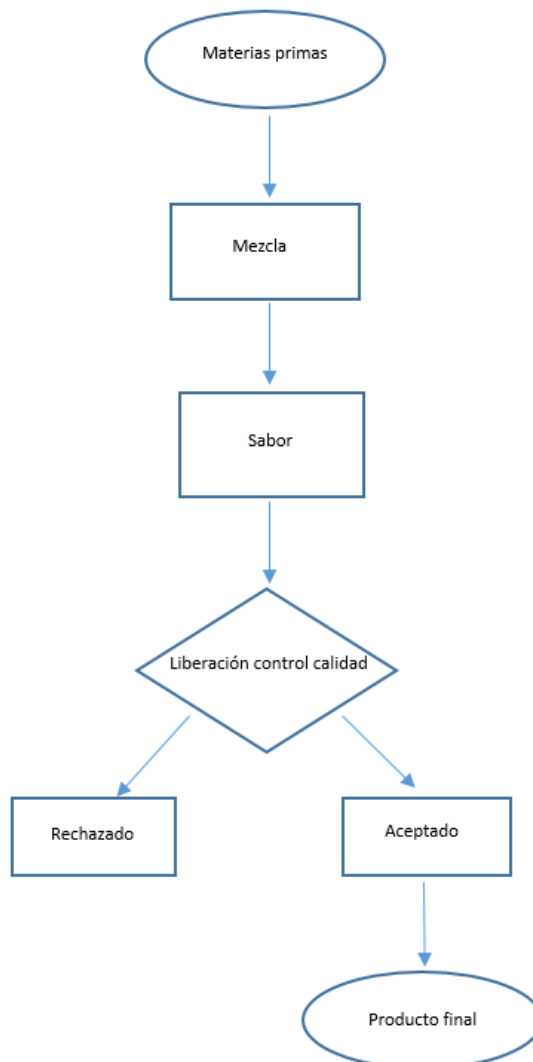 Materias primas
Mezcla
Sabor
Liberación control calidad
Rechazado
Aceptado
Producto final